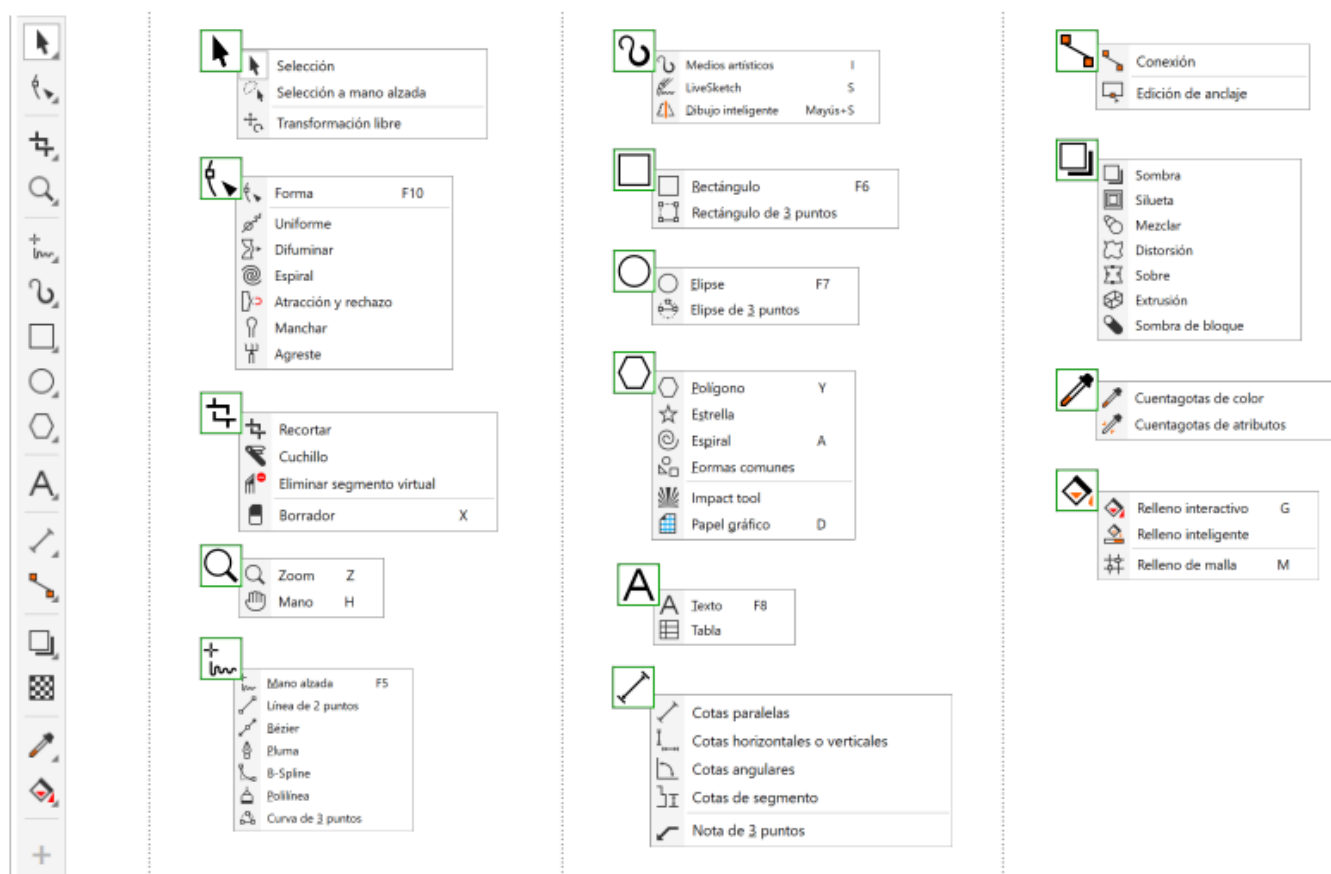 Selección
Selección a mano alzada
Transformación libre
Forma F10
Uniforme
Difuminar
Espiral
Atracción y rechazo
Manchar
Agreste
Recortar
Cuchillo
Eliminar segmento virtual
Borrador X
Zoom Z
Mano H
Mano alzada F5
Línea de 2 puntos
Bézier
Pluma
B-Spline
Polilínea
Curva de 3 puntos
Medios artísticos I
LiveSketch S
Dibujo inteligente Mayús+S
Rectángulo F6
Rectángulo de 3 puntos
Elipse F7
Elipse de 3 puntos
Polígono Y
Estrella
Espiral A
Formas comunes
Impact tool
Papel gráfico D
Texto F8
Tabla
Cotas paralelas
Cotas horizontales o verticales
Cotas angulares
Cotas de segmento
Nota de 3 puntos
Conexión
Edición de anclaje
Sombra
Silueta
Mezclar
Distorsión
Sobre
Extrusión
Sombra de bloque
Cuentagotas de color
Cuentagotas de atributos
Relleno interactivo G
Relleno inteligente
Relleno de malla M